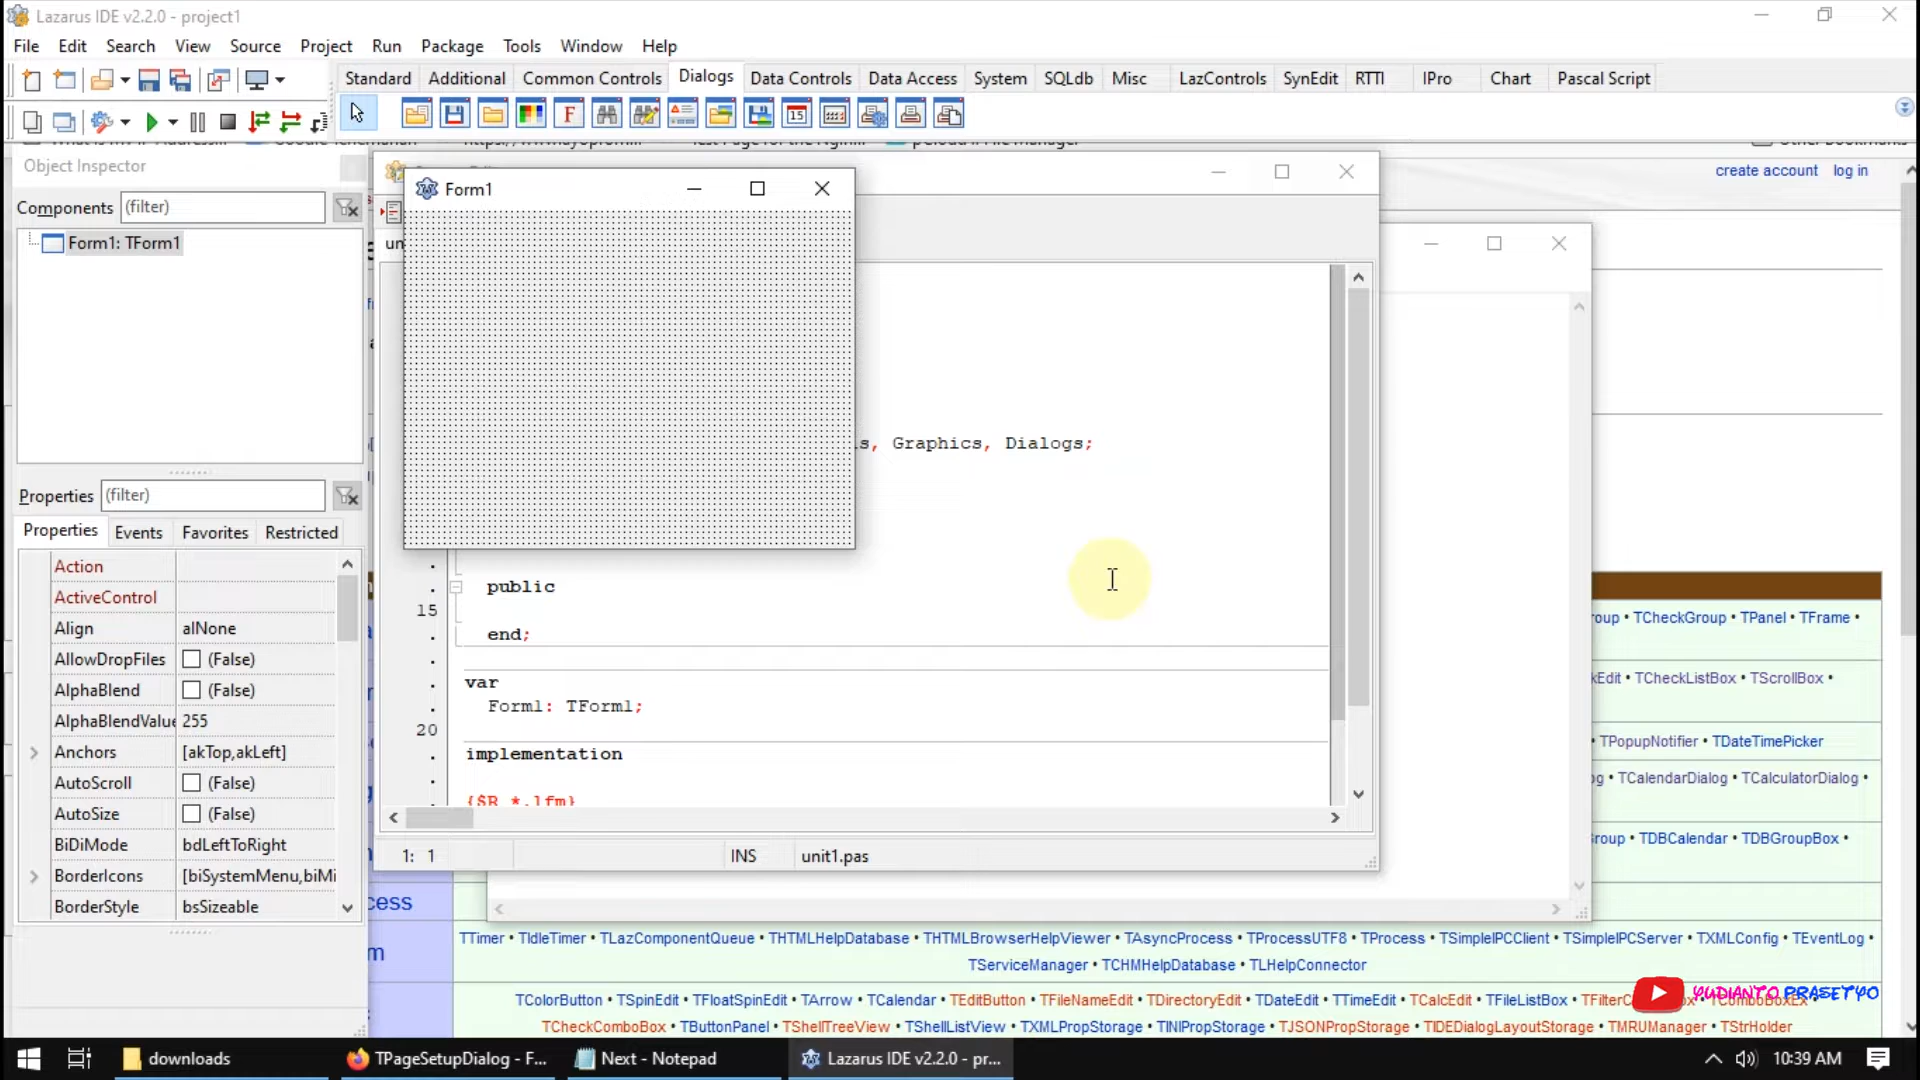 Lazarus IDE v2.2.0 - project1
File Edit Search View Source Project Run Package Tools Window Help
Standard Additional Common Controls Dialogs Data Controls Data Access System SQLdb Misc LazControls SynEdit RTTI IPro Chart Pascal Script
Object Inspector
create account log in
Components (filter)
Form1: TForm1
Form1
Graphics, Dialogs;
Properties (filter)
Properties Events Favorites Restricted
Action
ActiveControl
Align alNone
AllowDropFiles (False)
AlphaBlend (False)
AlphaBlendValue 255
Anchors [akTop,akLeft]
AutoScroll (False)
AutoSize (False)
BiDiMode bdLeftToRight
BorderIcons [biSystemMenu,biMi
BorderStyle bsSizeable
public
15
end;
var
Form1: TForm1;
20
implementation
{$R *.lfm}
1: 1 INS unit1.pas
roup • TCheckGroup • TPanel • TFrame •
kEdit • TCheckListBox • TScrollBox •
TPopupNotifier • TDateTimePicker
og • TCalendarDialog • TCalculatorDialog •
roup • TDBCalendar • TDBGroupBox •
cess
TTimer • TIdleTimer • TLazComponentQueue • THTMLHelpDatabase • THTMLBrowserHelpViewer • TAsyncProcess • TProcessUTF8 • TProcess • TSimpleIPCClient • TSimpleIPCServer • TXMLConfig • TEventLog •
TServiceManager • TCHMHelpDatabase • TLHelpConnector
TColorButton • TSpinEdit • TFloatSpinEdit • TArrow • TCalendar • TEditButton • TFileNameEdit • TDirectoryEdit • TDateEdit • TTimeEdit • TCalcEdit • TFileListBox •
TCheckComboBox • TButtonPanel • TShellTreeView • TShellListView • TXMLPropStorage • TINIPropStorage • TJSONPropStorage • TIDEDialogLayoutStorage • TMRUManager • TStrHolder
YUDIANTO PRASETYO
downloads TPageSetupDialog - F... Next - Notepad Lazarus IDE v2.2.0 - pr... 10:39 AM